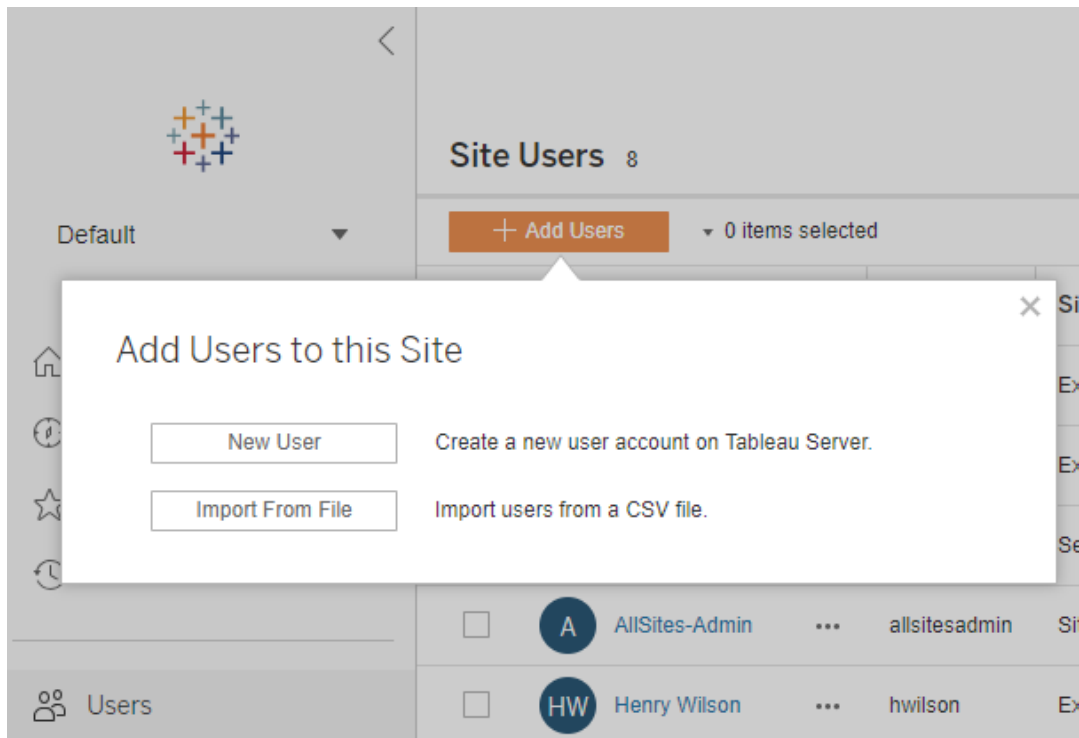 Site Users 8
Default
+ Add Users
0 items selected
Add Users to this Site
New User
Create a new user account on Tableau Server.
Import From File
Import users from a CSV file.
A
AllSites-Admin
•••
allsitesadmin
Users
HW
Henry Wilson
•••
hwilson